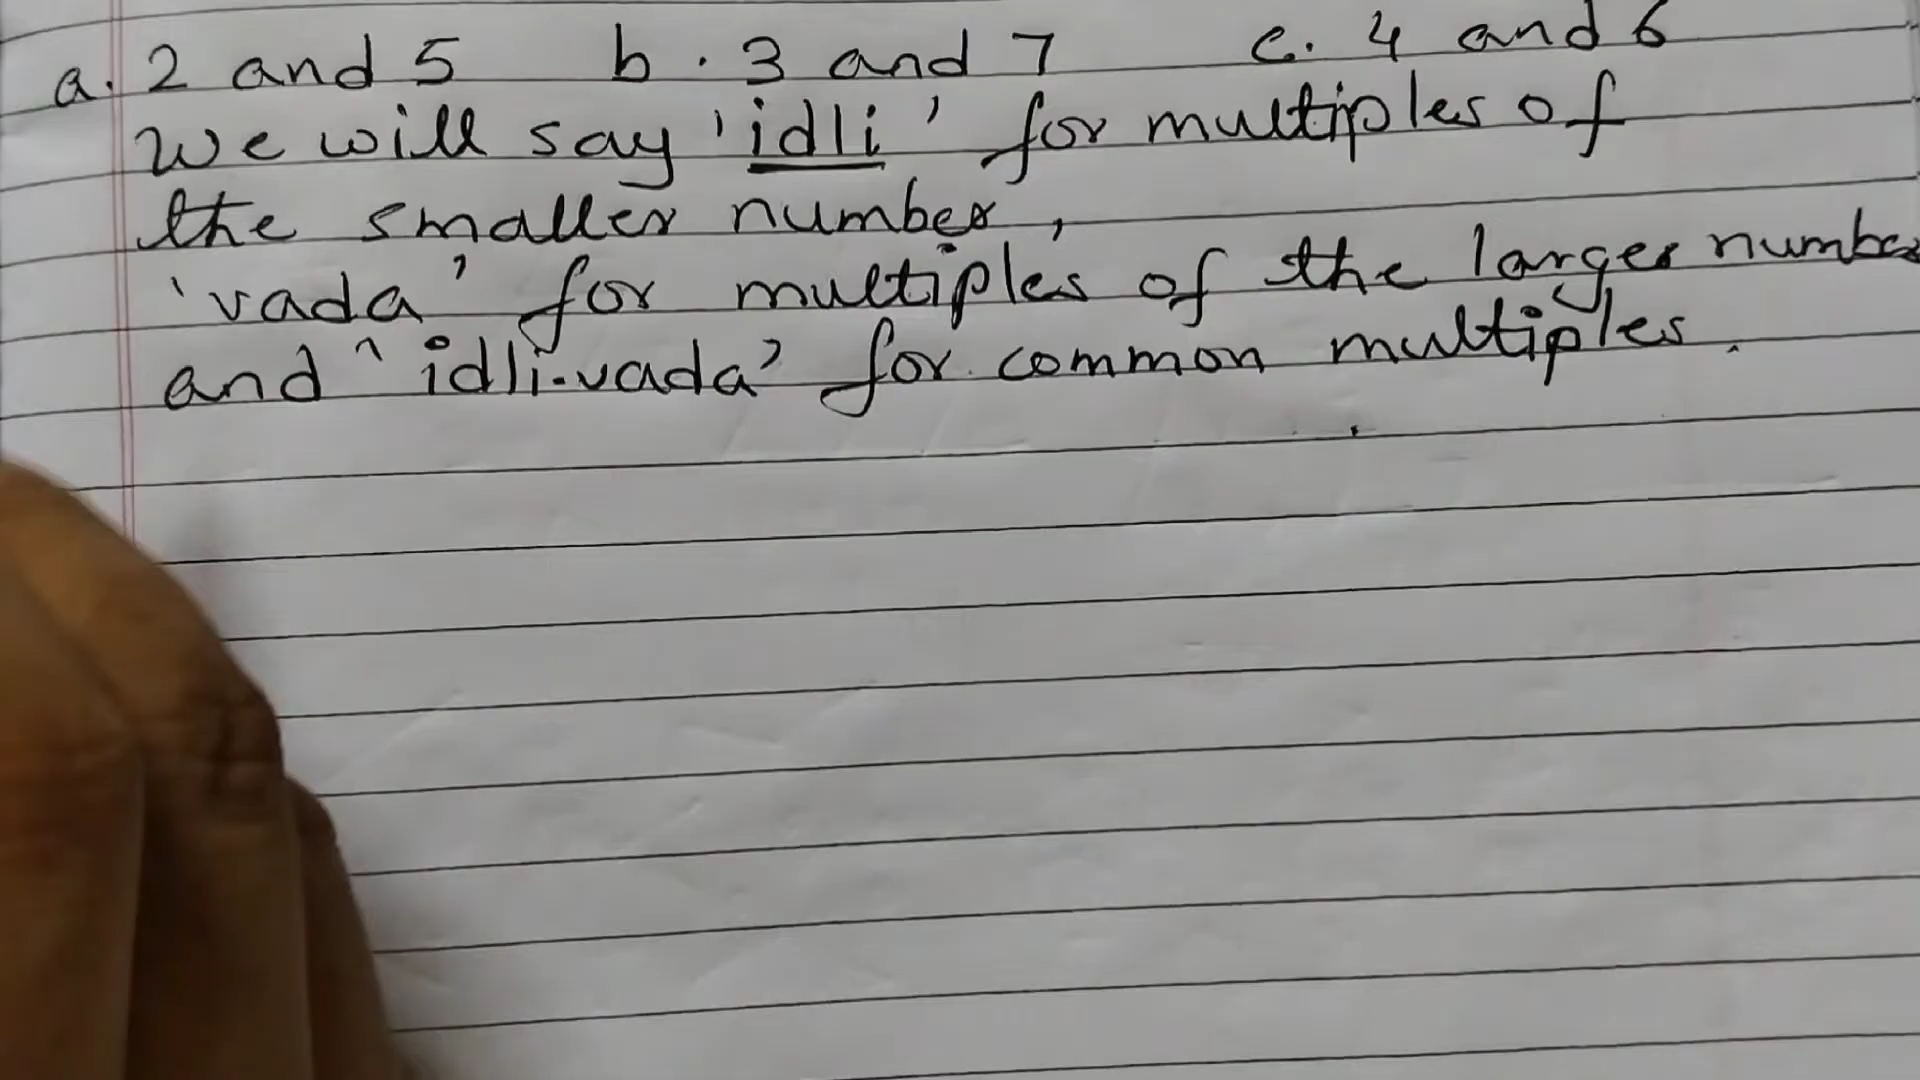 a. 2 and 5 b. 3 and 7 c. 4 and 6
We will say 'idli' for multiples of
the smaller number,
'vada' for multiples of the larger number
and 'idli-vada' for common multiples.